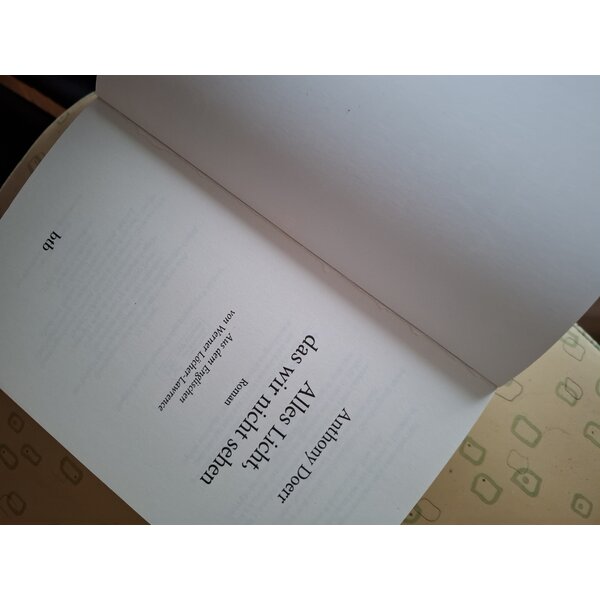 Anthony Doerr
Alles Licht,
das wir nicht sehen
Roman
Aus dem Englischen
von Werner Löcher-Lawrence
btb